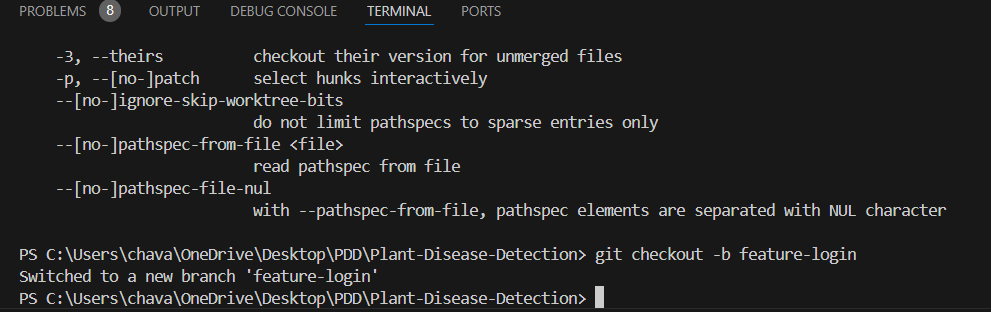 PROBLEMS 8 OUTPUT DEBUG CONSOLE TERMINAL PORTS
-3, --theirs checkout their version for unmerged files
-p, --[no-]patch select hunks interactively
--[no-]ignore-skip-worktree-bits
do not limit pathspecs to sparse entries only
--[no-]pathspec-from-file <file>
read pathspec from file
--[no-]pathspec-file-nul
with --pathspec-from-file, pathspec elements are separated with NUL character
PS C:\Users\chava\OneDrive\Desktop\PDD\Plant-Disease-Detection> git checkout -b feature-login
Switched to a new branch 'feature-login'
PS C:\Users\chava\OneDrive\Desktop\PDD\Plant-Disease-Detection>